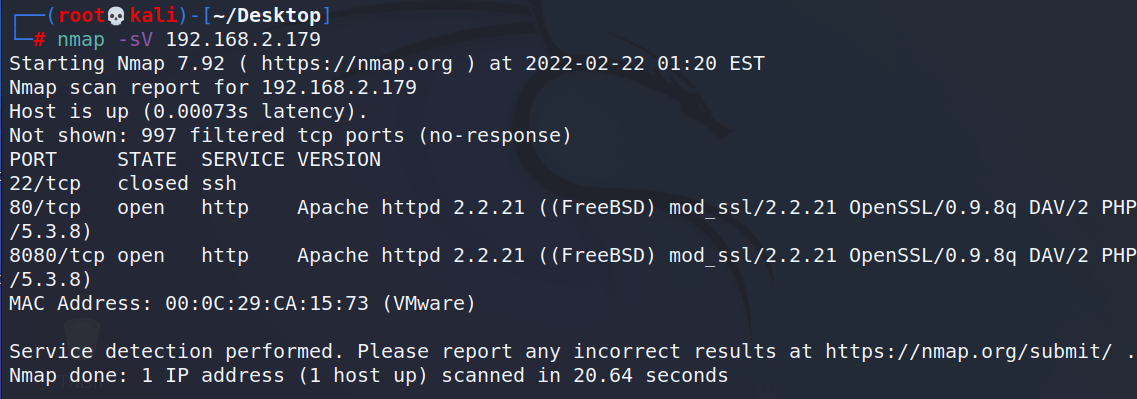 ┌──(root💀kali)-[~/Desktop]
└─# nmap -sV 192.168.2.179
Starting Nmap 7.92 ( https://nmap.org ) at 2022-02-22 01:20 EST
Nmap scan report for 192.168.2.179
Host is up (0.00073s latency).
Not shown: 997 filtered tcp ports (no-response)
PORT     STATE  SERVICE VERSION
22/tcp   closed ssh
80/tcp   open   http    Apache httpd 2.2.21 ((FreeBSD) mod_ssl/2.2.21 OpenSSL/0.9.8q DAV/2 PHP
/5.3.8)
8080/tcp open   http    Apache httpd 2.2.21 ((FreeBSD) mod_ssl/2.2.21 OpenSSL/0.9.8q DAV/2 PHP
/5.3.8)
MAC Address: 00:0C:29:CA:15:73 (VMware)

Service detection performed. Please report any incorrect results at https://nmap.org/submit/ .
Nmap done: 1 IP address (1 host up) scanned in 20.64 seconds